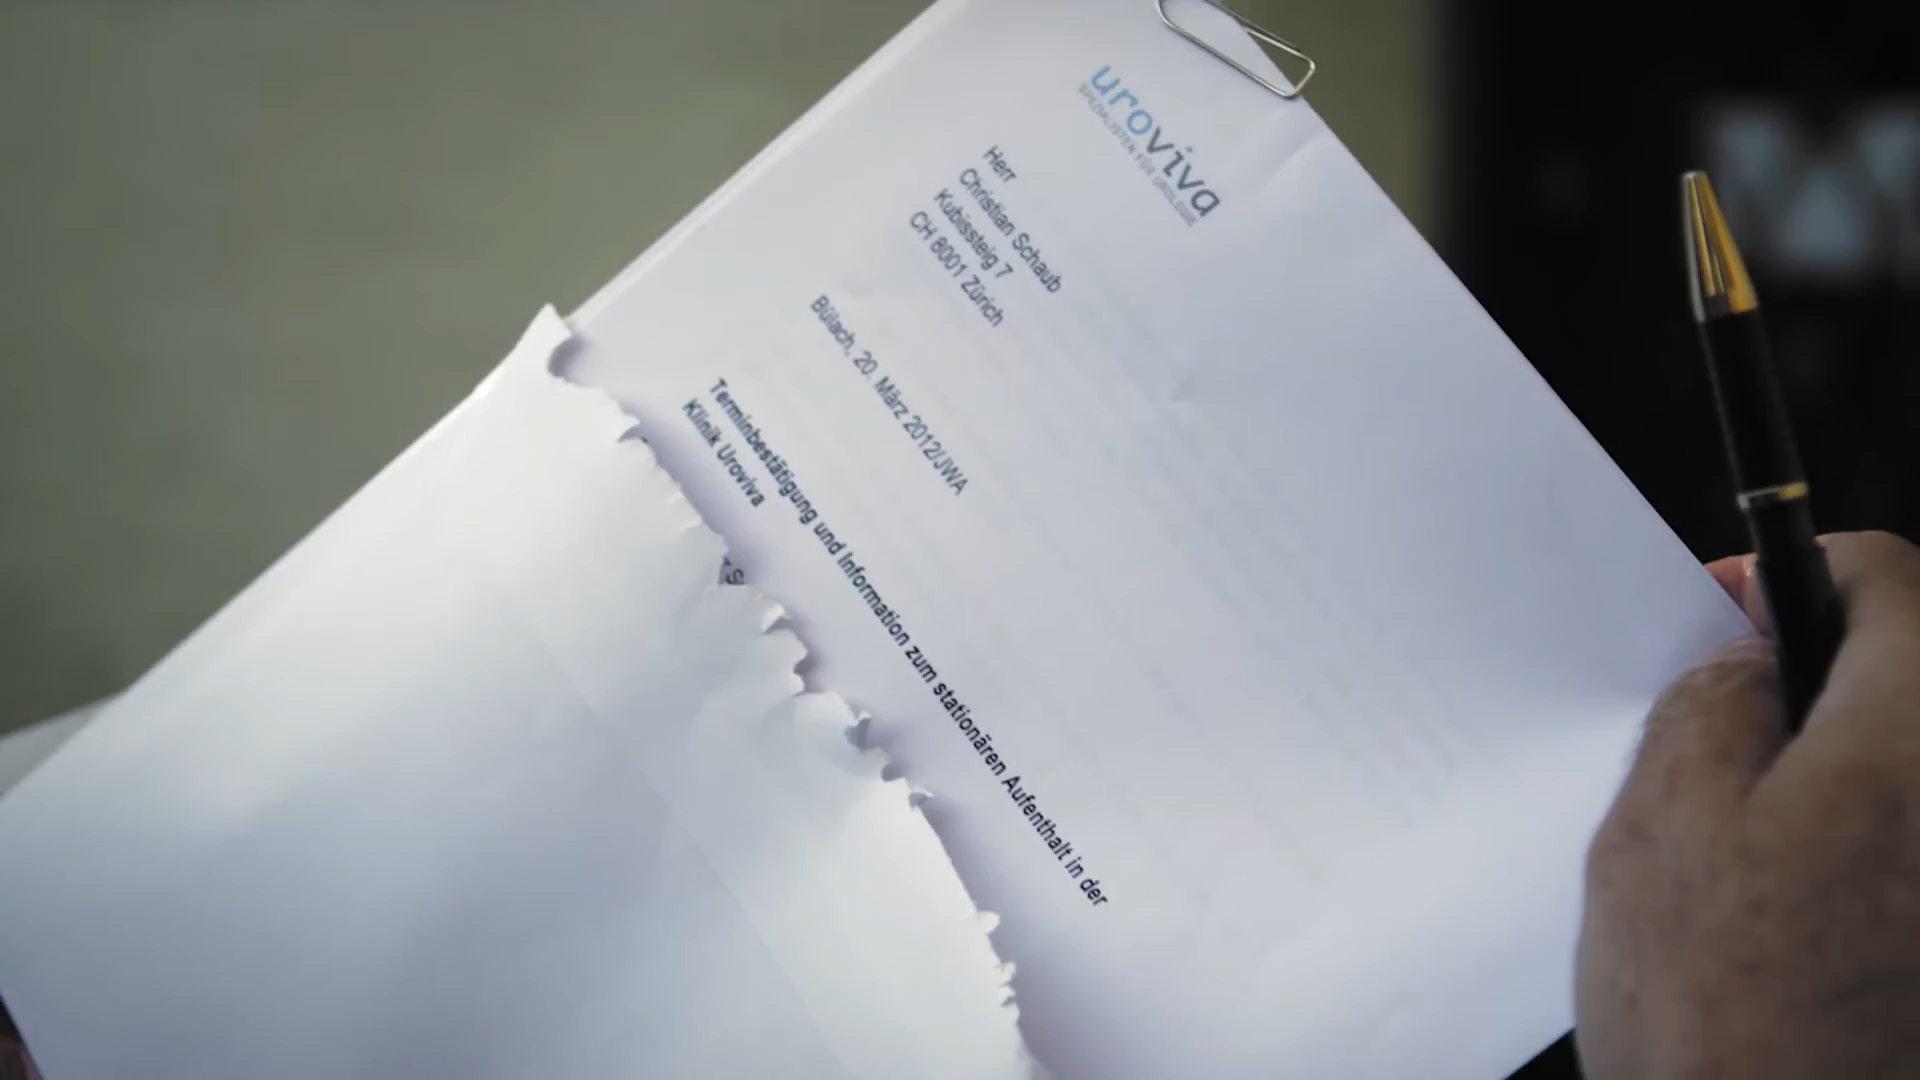 uroviva
SPEZIALISTEN FÜR UROLOGIE
Herr
Christian Schaub
Kubissteig 7
CH 8001 Zürich
Bülach, 20. März 2012/JWA
Terminbestätigung und Information zum stationären Aufenthalt in der
Klinik Uroviva